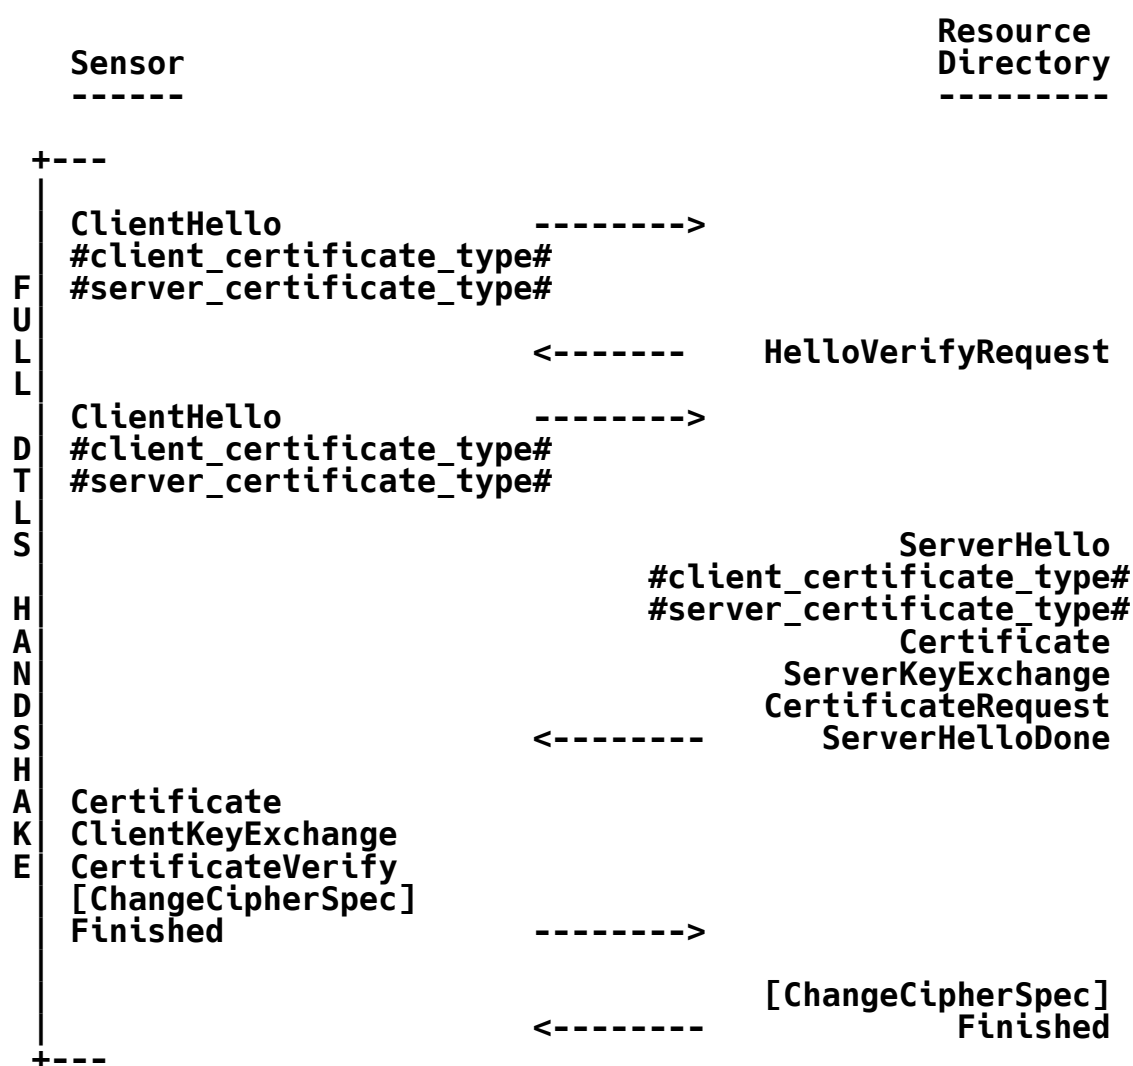 Resource
   Sensor                                       Directory
   ------                                       ---------

 +---
 |
 | ClientHello             -------->
 | #client_certificate_type#
F| #server_certificate_type#
U|
L|                         <-------    HelloVerifyRequest
L|
 | ClientHello             -------->
D| #client_certificate_type#
T| #server_certificate_type#
L|
S|                                            ServerHello
 |                               #client_certificate_type#
H|                               #server_certificate_type#
A|                                            Certificate
N|                                      ServerKeyExchange
D|                                     CertificateRequest
S|                         <--------      ServerHelloDone
H|
A| Certificate
K| ClientKeyExchange
E| CertificateVerify
 | [ChangeCipherSpec]
 | Finished                -------->
 |
 |                                     [ChangeCipherSpec]
 |                         <--------             Finished
 +---